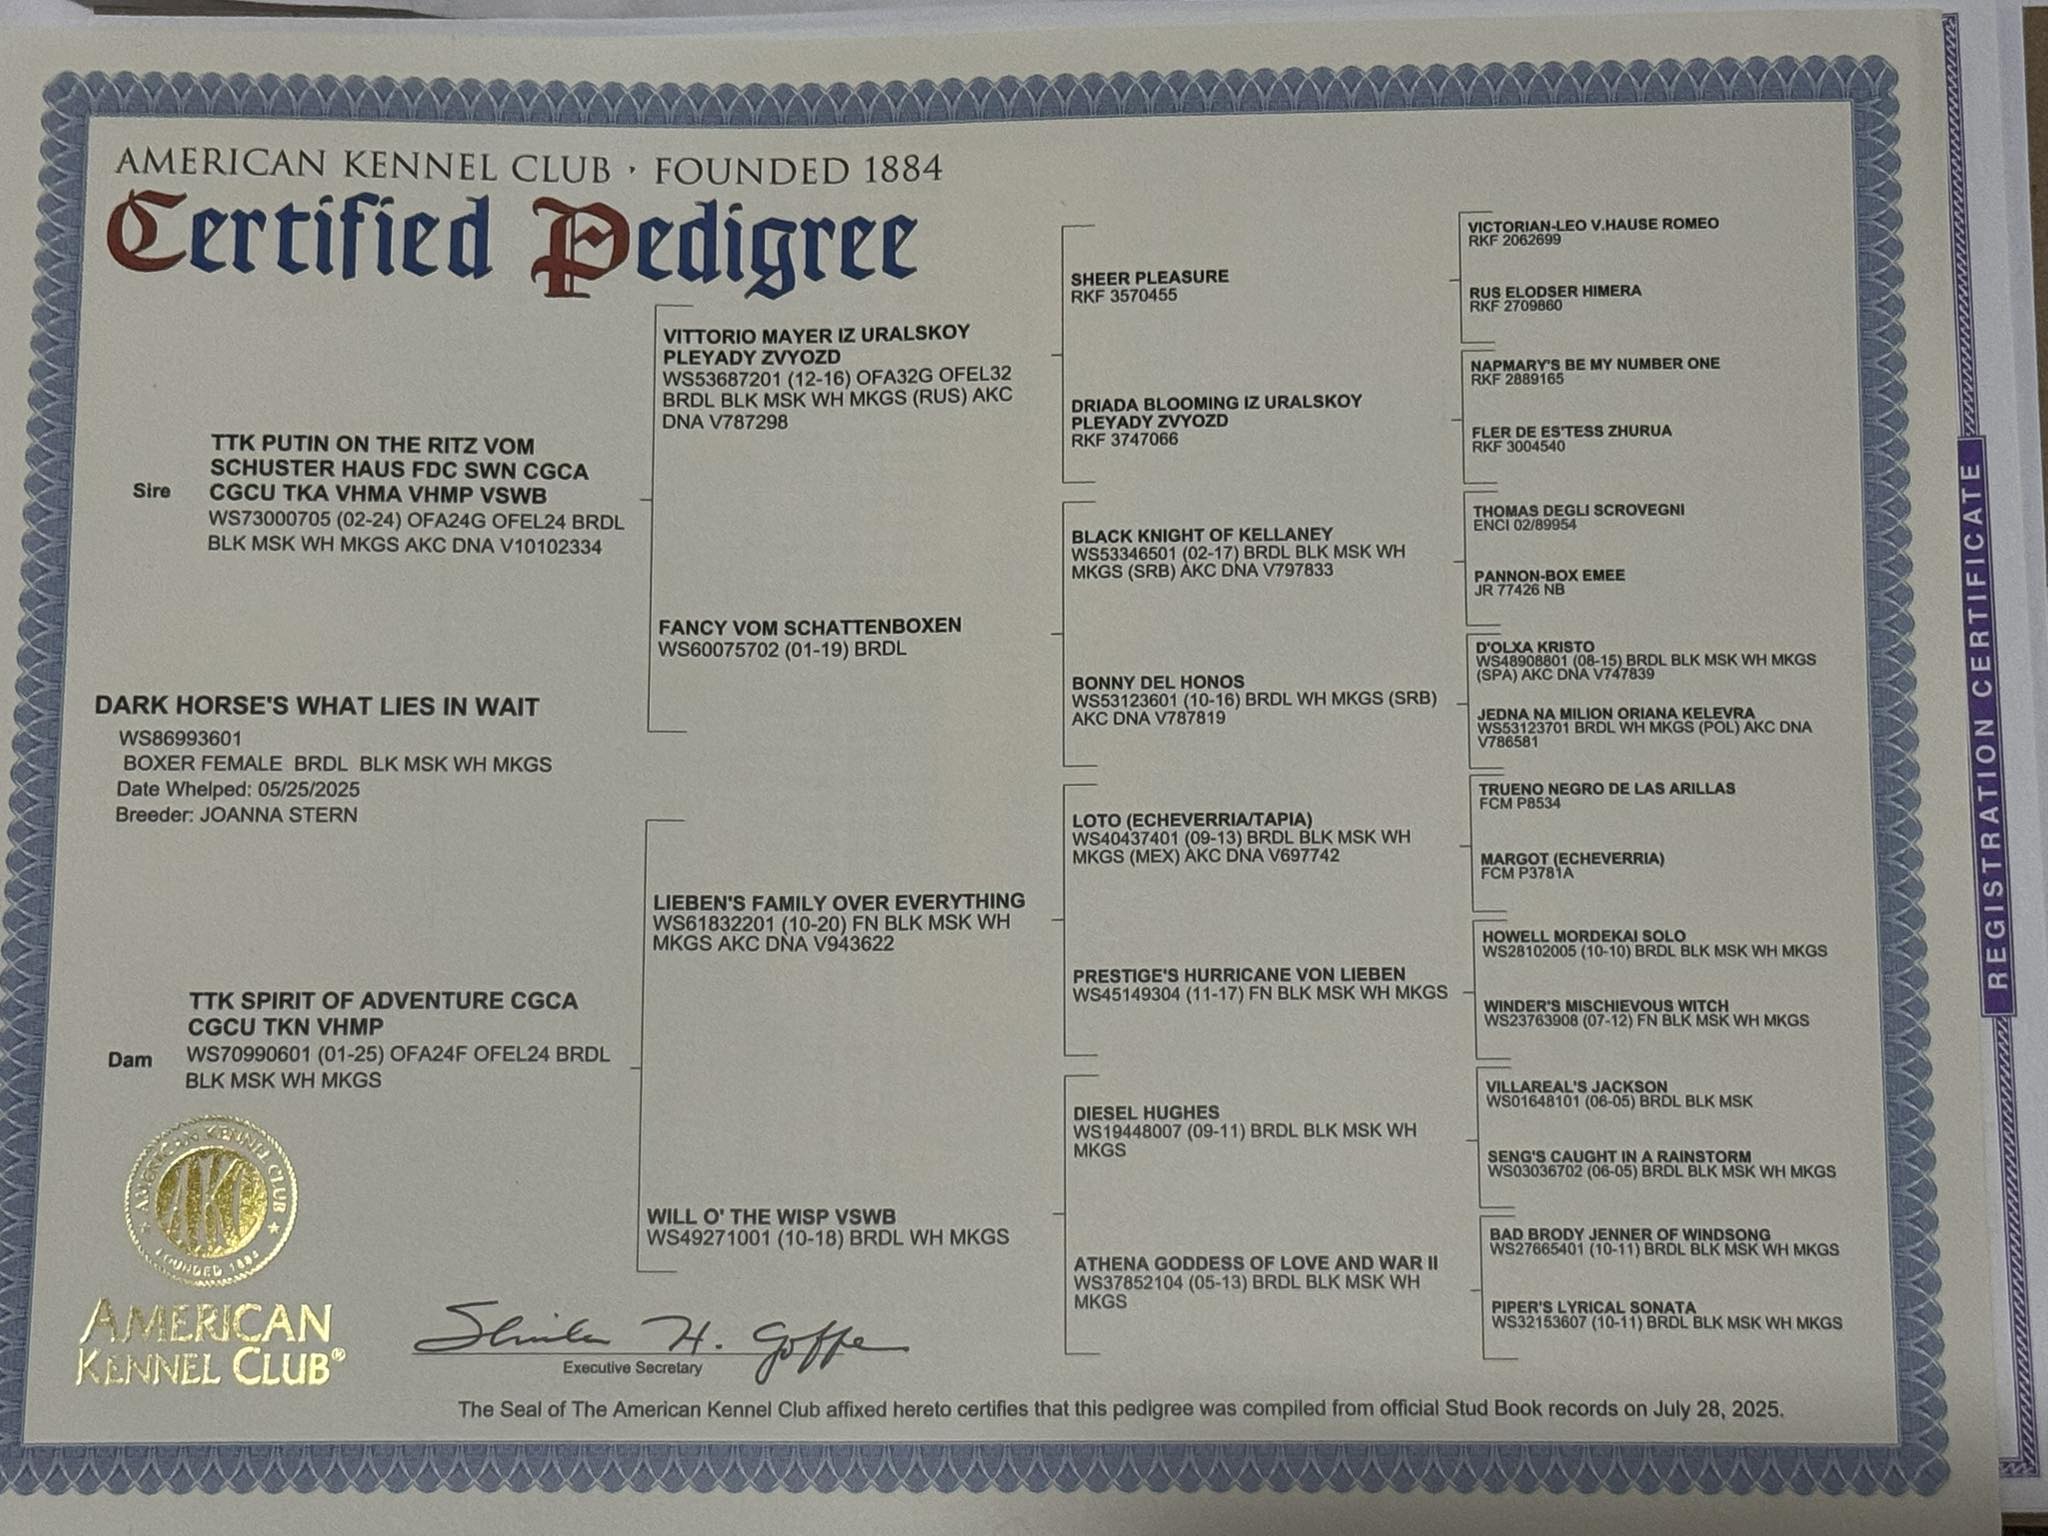 AMERICAN KENNEL CLUB · FOUNDED 1884
Certified Pedigree
Sire
TTK PUTIN ON THE RITZ VOM
SCHUSTER HAUS FDC SWN CGCA
CGCU TKA VHMA VHMP VSWB
WS73000705 (02-24) OFA24G OFEL24 BRDL
BLK MSK WH MKGS AKC DNA V10102334
DARK HORSE'S WHAT LIES IN WAIT
WS86993601
BOXER FEMALE BRDL BLK MSK WH MKGS
Date Whelped: 05/25/2025
Breeder: JOANNA STERN
Dam
TTK SPIRIT OF ADVENTURE CGCA
CGCU TKN VHMP
WS70990601 (01-25) OFA24F OFEL24 BRDL
BLK MSK WH MKGS
VITTORIO MAYER IZ URALSKOY
PLEYADY ZVYOZD
WS53687201 (12-16) OFA32G OFEL32
BRDL BLK MSK WH MKGS (RUS) AKC
DNA V787298
FANCY VOM SCHATTENBOXEN
WS60075702 (01-19) BRDL
LIEBEN'S FAMILY OVER EVERYTHING
WS61832201 (10-20) FN BLK MSK WH
MKGS AKC DNA V943622
WILL O' THE WISP VSWB
WS49271001 (10-18) BRDL WH MKGS
SHEER PLEASURE
RKF 3570455
DRIADA BLOOMING IZ URALSKOY
PLEYADY ZVYOZD
RKF 3747066
BLACK KNIGHT OF KELLANEY
WS53346501 (02-17) BRDL BLK MSK WH
MKGS (SRB) AKC DNA V797833
BONNY DEL HONOS
WS53123601 (10-16) BRDL WH MKGS (SRB)
AKC DNA V787819
LOTO (ECHEVERRIA/TAPIA)
WS40437401 (09-13) BRDL BLK MSK WH
MKGS (MEX) AKC DNA V697742
PRESTIGE'S HURRICANE VON LIEBEN
WS45149304 (11-17) FN BLK MSK WH MKGS
DIESEL HUGHES
WS19448007 (09-11) BRDL BLK MSK WH
MKGS
ATHENA GODDESS OF LOVE AND WAR II
WS37852104 (05-13) BRDL BLK MSK WH
MKGS
VICTORIAN-LEO V.HAUSE ROMEO
RKF 2062699
RUS ELODSER HIMERA
RKF 2709860
NAPMARY'S BE MY NUMBER ONE
RKF 2889165
FLER DE ES'TESS ZHURUA
RKF 3004540
THOMAS DEGLI SCROVEGNI
ENCI 02/89954
PANNON-BOX EMEE
JR 77426 NB
D'OLXA KRISTO
WS48908801 (08-15) BRDL BLK MSK WH MKGS
(SPA) AKC DNA V747839
JEDNA NA MILION ORIANA KELEVRA
WS53123701 BRDL WH MKGS (POL) AKC DNA
V786581
TRUENO NEGRO DE LAS ARILLAS
FCM P8534
MARGOT (ECHEVERRIA)
FCM P3781A
HOWELL MORDEKAI SOLO
WS28102005 (10-10) BRDL BLK MSK WH MKGS
WINDER'S MISCHIEVOUS WITCH
WS23763908 (07-12) FN BLK MSK WH MKGS
VILLAREAL'S JACKSON
WS01648101 (06-05) BRDL BLK MSK
SENG'S CAUGHT IN A RAINSTORM
WS03036702 (06-05) BRDL BLK MSK WH MKGS
BAD BRODY JENNER OF WINDSONG
WS27665401 (10-11) BRDL BLK MSK WH MKGS
PIPER'S LYRICAL SONATA
WS32153607 (10-11) BRDL BLK MSK WH MKGS
AMERICAN KENNEL CLUB
AKC
FOUNDED 1884
AMERICAN
KENNEL CLUB®
Shirla H. Goffe
Executive Secretary
The Seal of The American Kennel Club affixed hereto certifies that this pedigree was compiled from official Stud Book records on July 28, 2025.
REGISTRATION CERTIFICATE